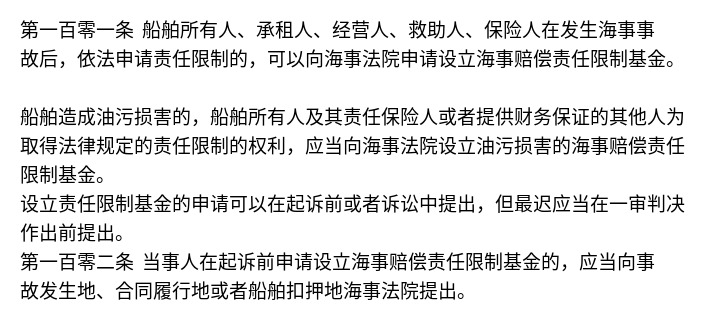 第一百零一条 船舶所有人、承租人、经营人、救助人、保险人在发生海事事
故后，依法申请责任限制的，可以向海事法院申请设立海事赔偿责任限制基金。
船舶造成油污损害的，船舶所有人及其责任保险人或者提供财务保证的其他人为
取得法律规定的责任限制的权利，应当向海事法院设立油污损害的海事赔偿责任
限制基金。
设立责任限制基金的申请可以在起诉前或者诉讼中提出，但最迟应当在一审判决
作出前提出。
第一百零二条 当事人在起诉前申请设立海事赔偿责任限制基金的，应当向事
故发生地、合同履行地或者船舶扣押地海事法院提出。